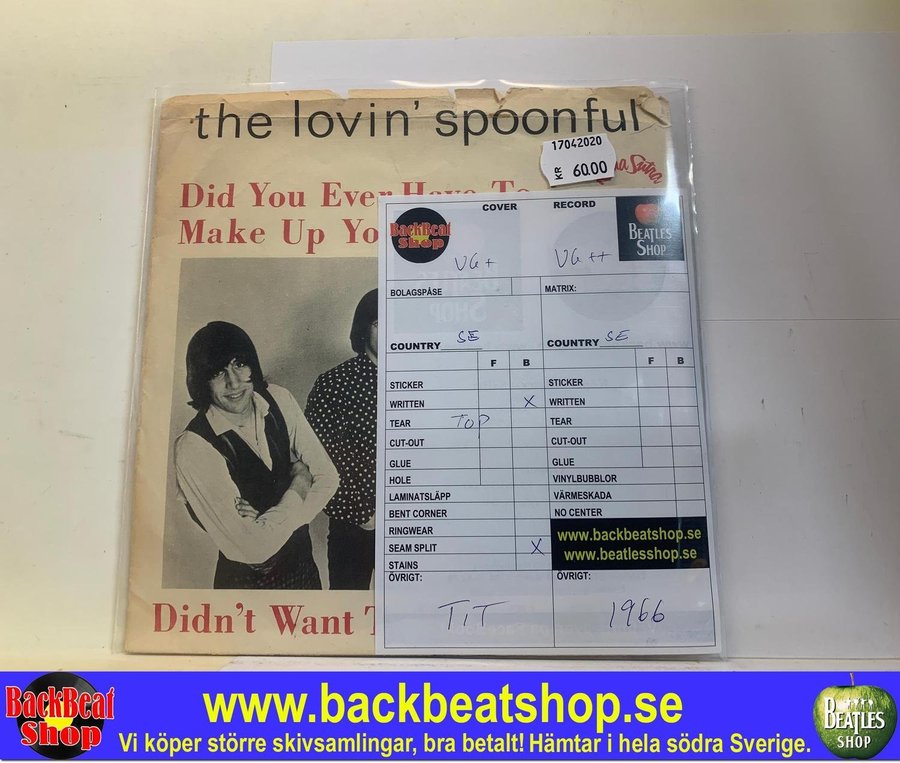 the lovin' spoonful
17042020
KR 60.00
ma Sutra
Did You Ever Have To
Make Up Yo
COVER
RECORD
BackBeat
Shop
BEATLES
SHOP
VG+
VG++
BOLAGSPÅSE
MATRIX:
COUNTRY SE
COUNTRY SE
F B
F B
STICKER
STICKER
WRITTEN X
WRITTEN
TEAR TOP
TEAR
CUT-OUT
CUT-OUT
GLUE
GLUE
HOLE
VINYLBUBBLOR
LAMINATSLÄPP
VÄRMESKADA
BENT CORNER
NO CENTER
RINGWEAR
www.backbeatshop.se
SEAM SPLIT X
www.beatlesshop.se
STAINS
ÖVRIGT:
ÖVRIGT:
TIT
1966
Didn't Want T
BackBeat
Shop
www.backbeatshop.se
Vi köper större skivsamlingar, bra betalt! Hämtar i hela södra Sverige.
BEATLES
SHOP